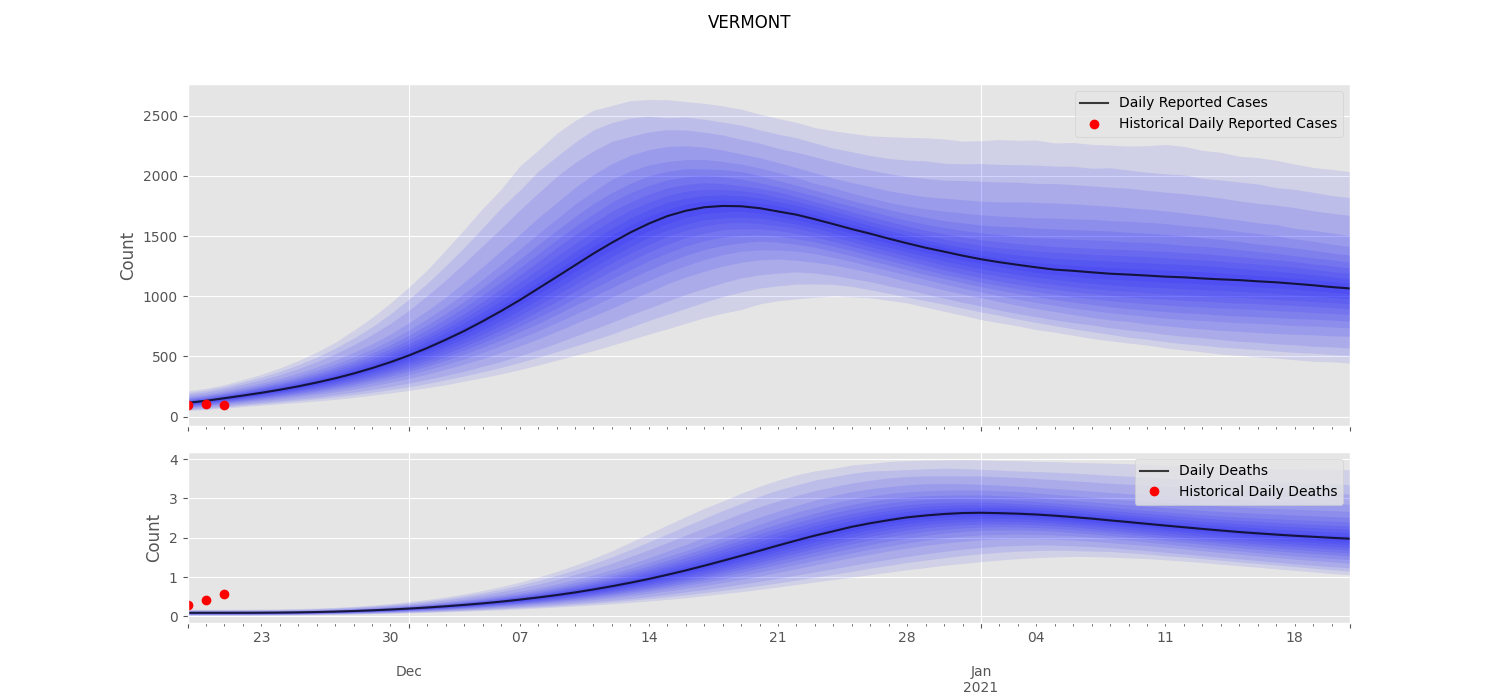 VERMONT
Count
2500
2000
1500
1000
500
0
Daily Reported Cases
Historical Daily Reported Cases
Count
4
3
2
1
0
Daily Deaths
Historical Daily Deaths
23 30 07 14 21 28 04 11 18
Dec Jan
2021